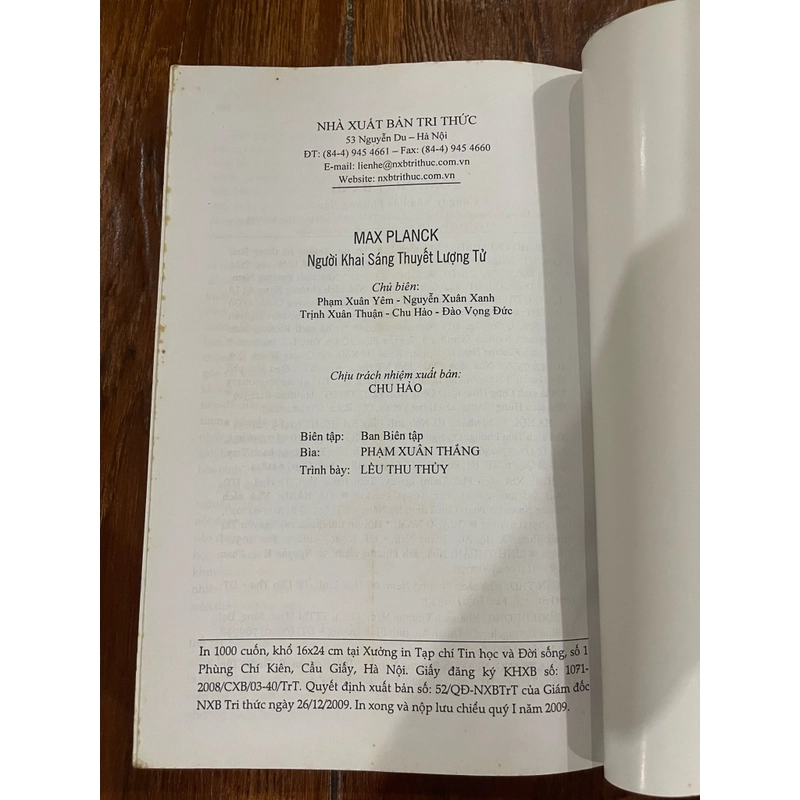 NHÀ XUẤT BẢN TRI THỨC
53 Nguyễn Du – Hà Nội
ĐT: (84-4) 945 4661 – Fax: (84-4) 945 4660
E-mail: lienhe@nxbtrithuc.com.vn
Website: nxbtrithuc.com.vn
MAX PLANCK
Người Khai Sáng Thuyết Lượng Tử
Chủ biên:
Phạm Xuân Yêm - Nguyễn Xuân Xanh
Trịnh Xuân Thuận - Chu Hảo - Đào Vọng Đức
Chịu trách nhiệm xuất bản:
CHU HẢO
Biên tập: Ban Biên tập
Bìa: PHẠM XUÂN THẮNG
Trình bày: LỀU THU THỦY
In 1000 cuốn, khổ 16x24 cm tại Xưởng in Tạp chí Tin học và Đời sống, số 1
Phùng Chí Kiên, Cầu Giấy, Hà Nội. Giấy đăng ký KHXB số: 1071-
2008/CXB/03-40/TrT. Quyết định xuất bản số: 52/QĐ-NXBTrT của Giám đốc
NXB Tri thức ngày 26/12/2009. In xong và nộp lưu chiểu quý I năm 2009.